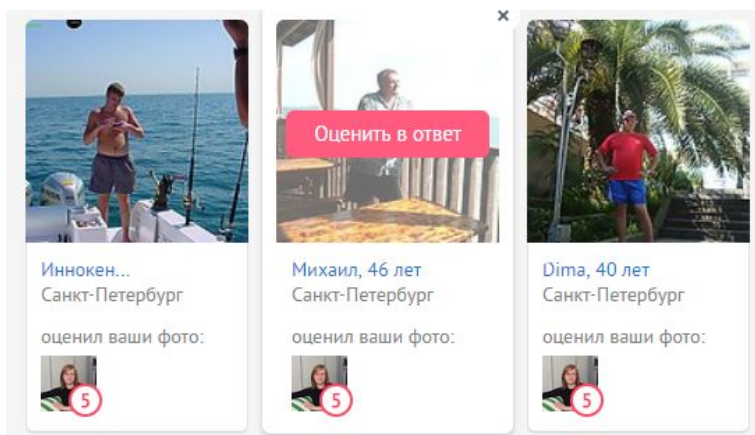 ×
Оценить в ответ
Иннокен...
Санкт-Петербург
оценил ваши фото:
5
Михаил, 46 лет
Санкт-Петербург
оценил ваши фото:
5
Dima, 40 лет
Санкт-Петербург
оценил ваши фото:
5